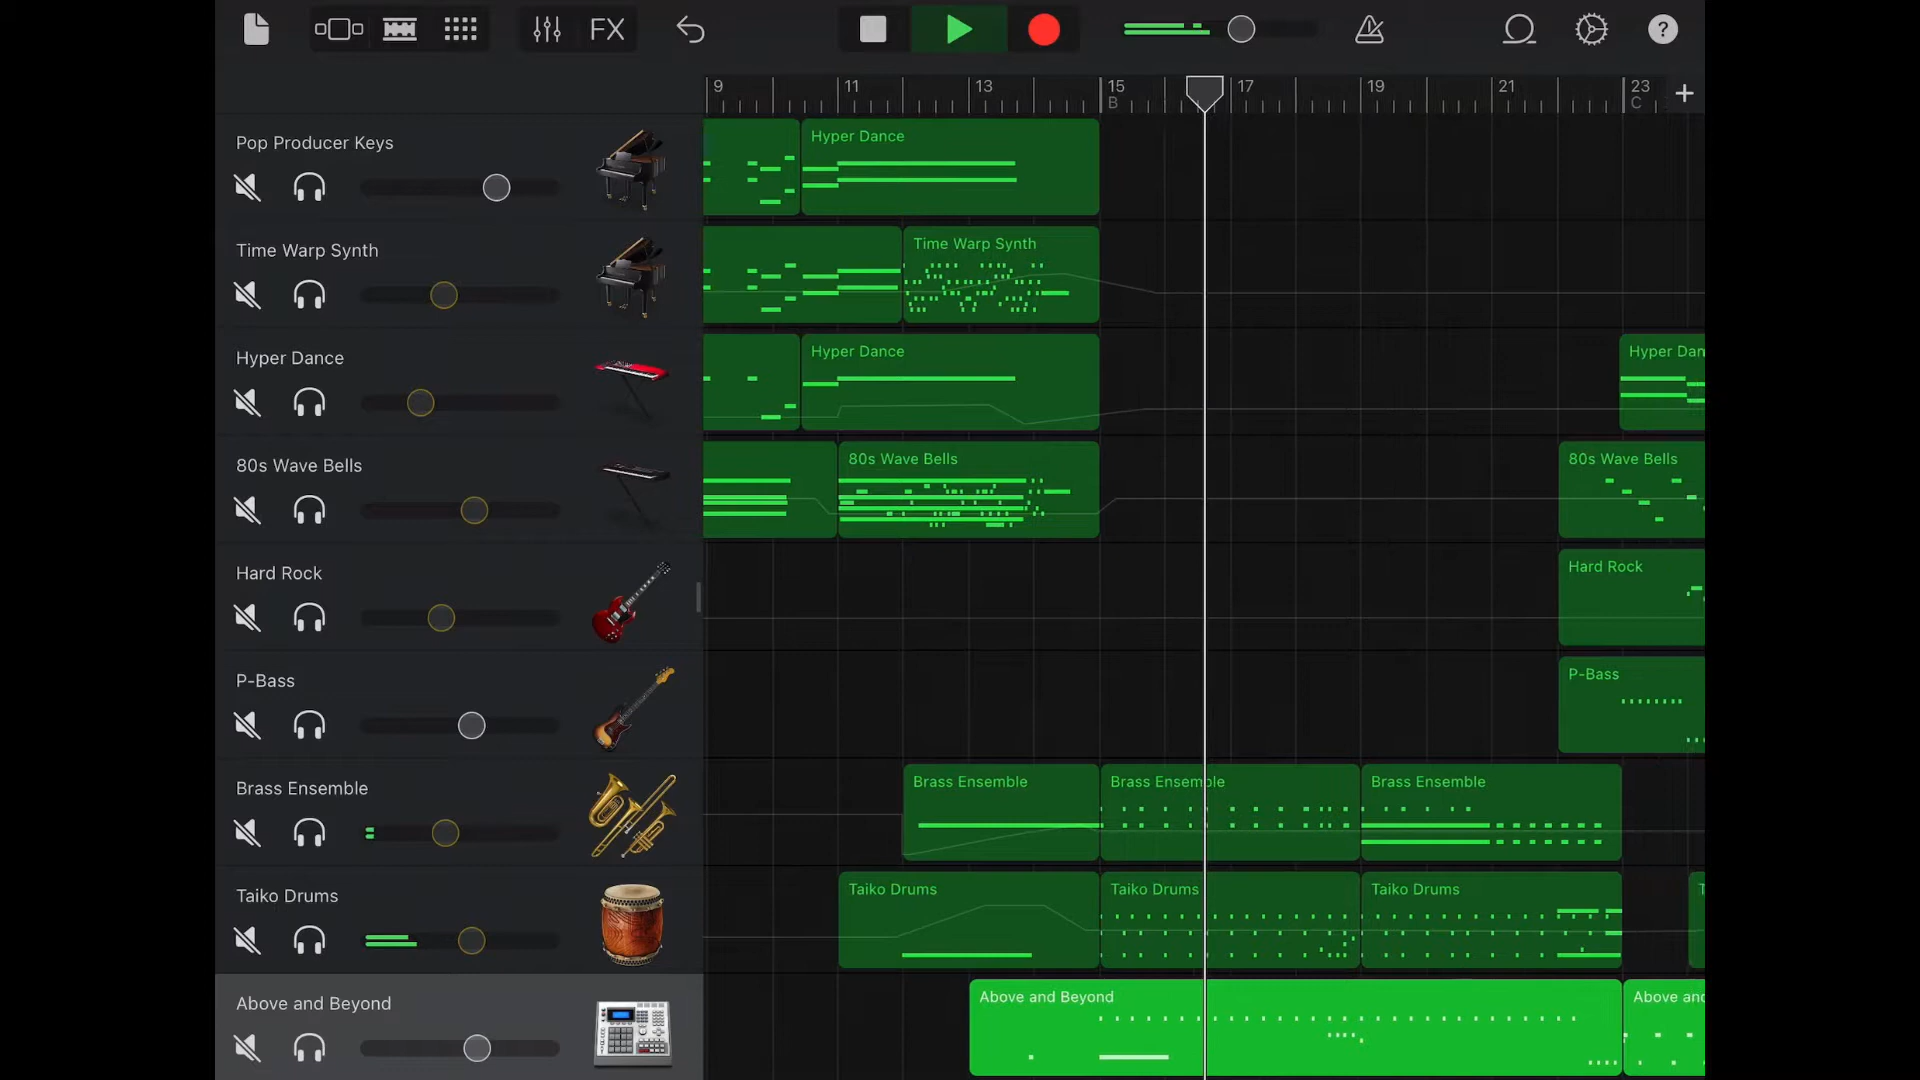 FX
?
9 11 13 15 17 19 21 23 +
B C
Pop Producer Keys
Hyper Dance
Time Warp Synth
Time Warp Synth
Hyper Dance
Hyper Dance
Hyper Dan
80s Wave Bells
80s Wave Bells
80s Wave Bells
Hard Rock
Hard Rock
P-Bass
P-Bass
Brass Ensemble
Brass Ensemble
Brass Ensemble
Brass Ensemble
Taiko Drums
Taiko Drums
Taiko Drums
Taiko Drums
T
Above and Beyond
Above and Beyond
Above and